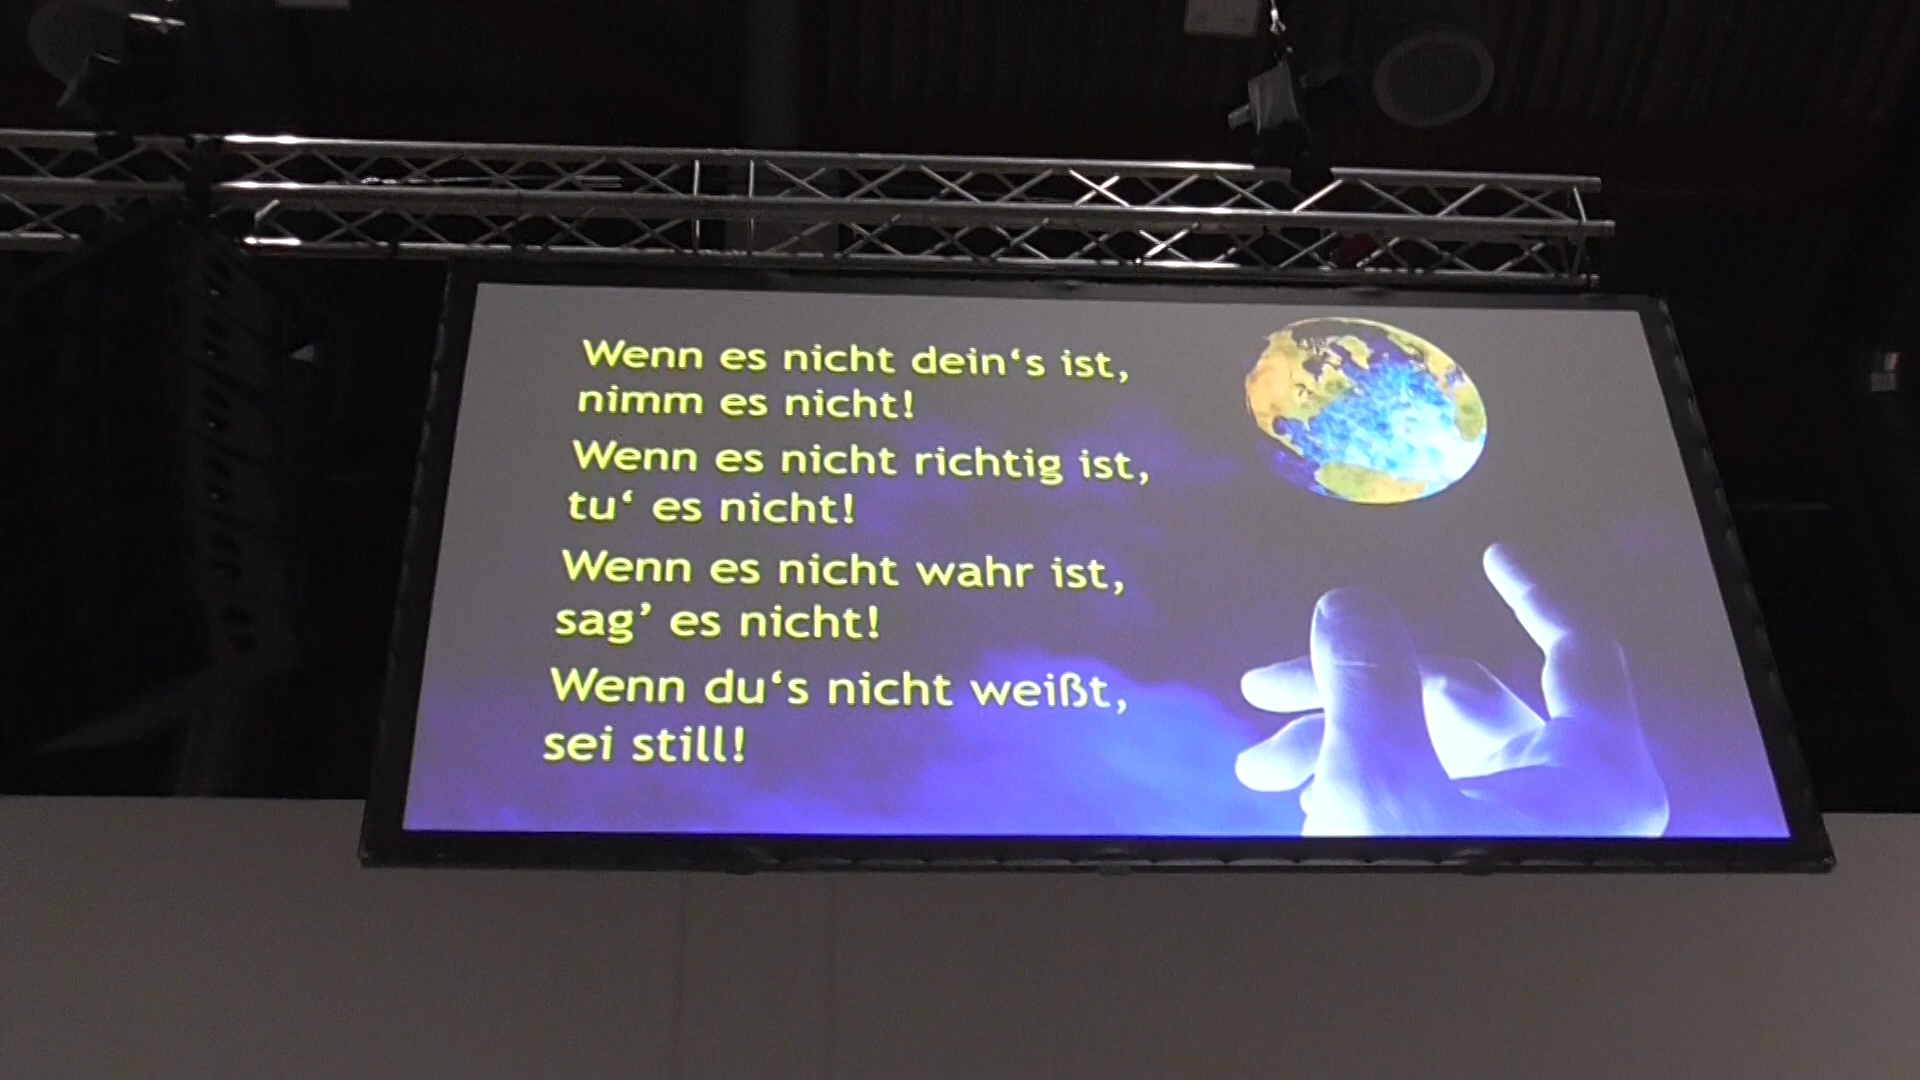 Wenn es nicht dein‘s ist,
nimm es nicht!
Wenn es nicht richtig ist,
tu‘ es nicht!
Wenn es nicht wahr ist,
sag’ es nicht!
Wenn du‘s nicht weißt,
sei still!